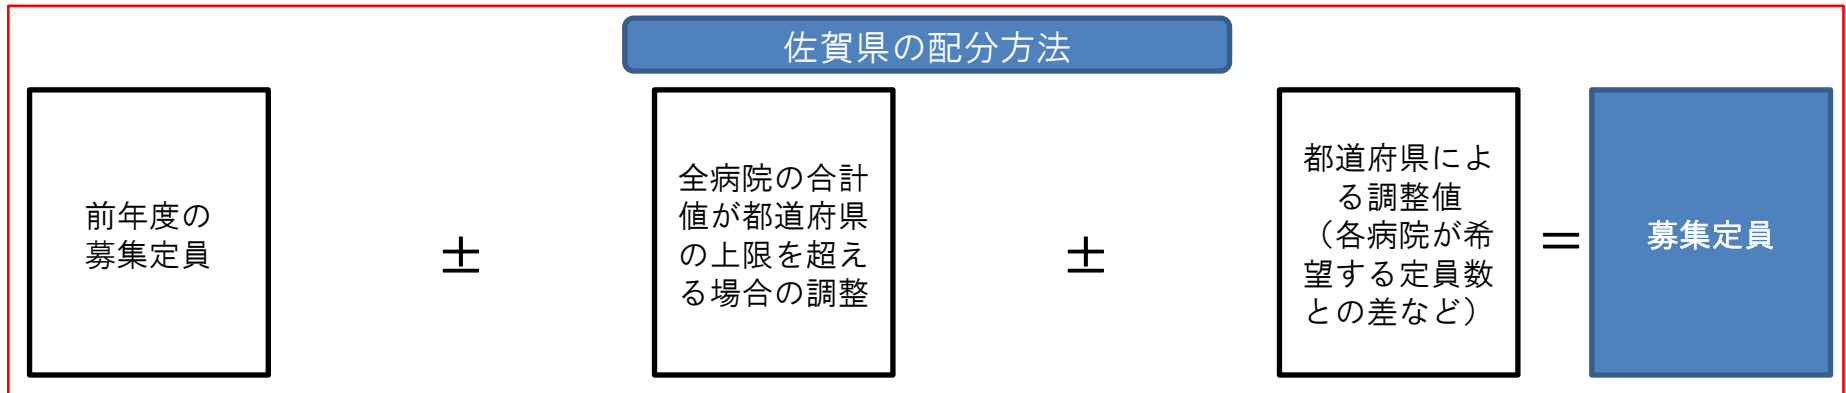 佐賀県の配分方法
前年度の
募集定員
±
全病院の合計
値が都道府県
の上限を超え
る場合の調整
±
都道府県によ
る調整値
（各病院が希
望する定員数
との差など）
＝
募集定員